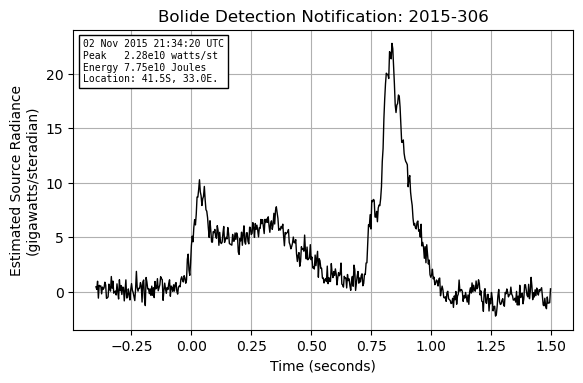 Bolide Detection Notification: 2015-306
02 Nov 2015 21:34:20 UTC
Peak   2.28e10 watts/st
Energy 7.75e10 Joules
Location: 41.5S, 33.0E.
Estimated Source Radiance
(gigawatts/steradian)
20
15
10
5
0
−0.25 0.00 0.25 0.50 0.75 1.00 1.25 1.50
Time (seconds)